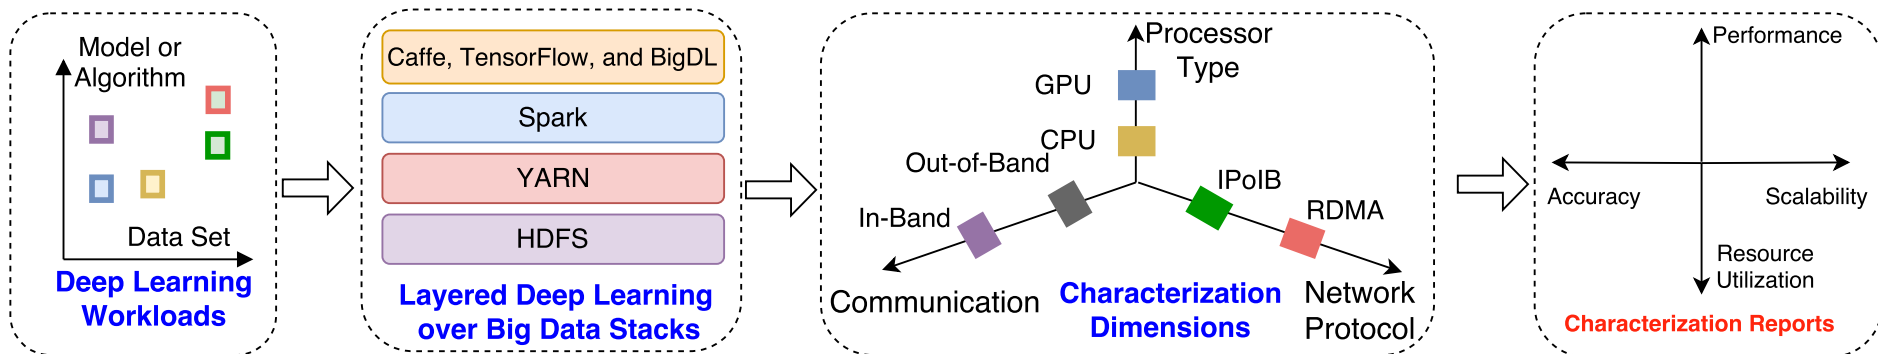 Model or
Algorithm
Data Set
Deep Learning
Workloads
Caffe, TensorFlow, and BigDL
Spark
YARN
HDFS
Layered Deep Learning
over Big Data Stacks
Processor
Type
GPU
CPU
Out-of-Band
In-Band
IPoIB
RDMA
Communication
Network
Protocol
Characterization
Dimensions
Performance
Accuracy
Scalability
Resource
Utilization
Characterization Reports